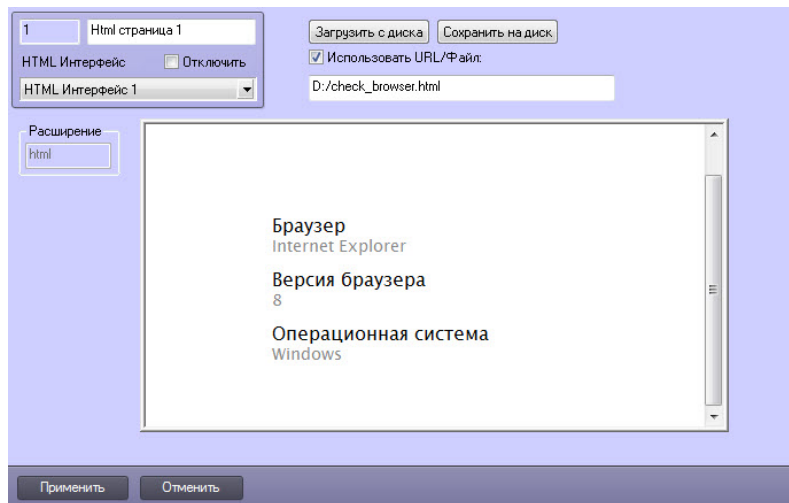 1
Html страница 1
HTML Интерфейс
Отключить
HTML Интерфейс 1
Загрузить с диска
Сохранить на диск
Использовать URL/Файл:
D:/check_browser.html
Расширение
html
Браузер
Internet Explorer
Версия браузера
8
Операционная система
Windows
Применить
Отменить